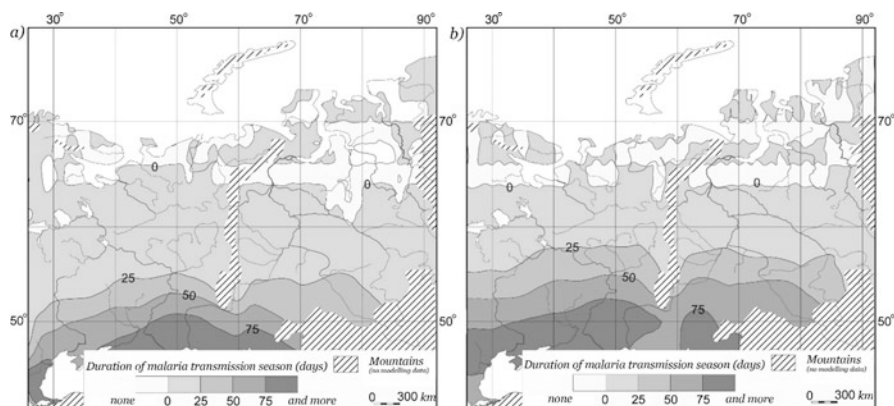 a) 30° 50° 70° 90°
70°
0
0
25
50
75
50°
Duration of malaria transmission season (days)
Mountains
(no modelling data)
none 0 25 50 75 and more
0 300 km
b) 30° 50° 70° 90°
70°
0
0
25
50
75
50°
70°
50°
Duration of malaria transmission season (days)
Mountains
(no modelling data)
none 0 25 50 75 and more
0 300 km